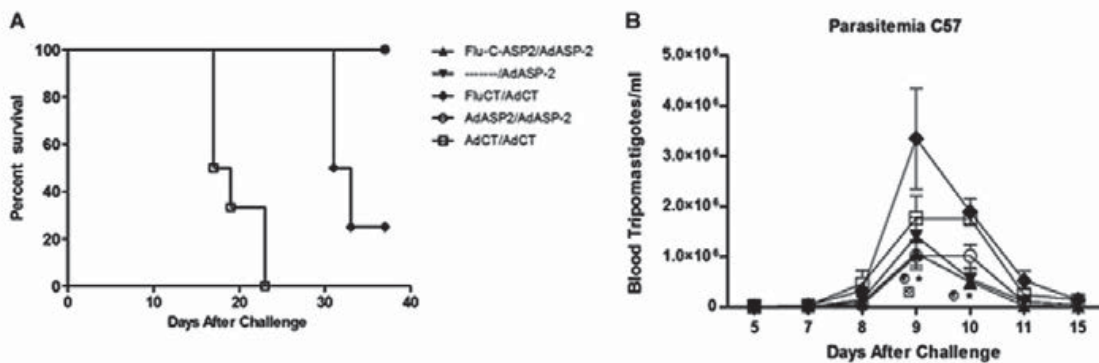 A
100
80
60
40
20
0
Percent survival
0 10 20 30 40
Days After Challenge
Flu-C-ASP2/AdASP-2
-------/AdASP-2
FluCT/AdCT
AdASP2/AdASP-2
AdCT/AdCT
B
Parasitemia C57
5.0×10⁶
4.0×10⁶
3.0×10⁶
2.0×10⁶
1.0×10⁶
0
Blood Tripomastigotes/ml
5 7 8 9 10 11 15
Days After Challenge